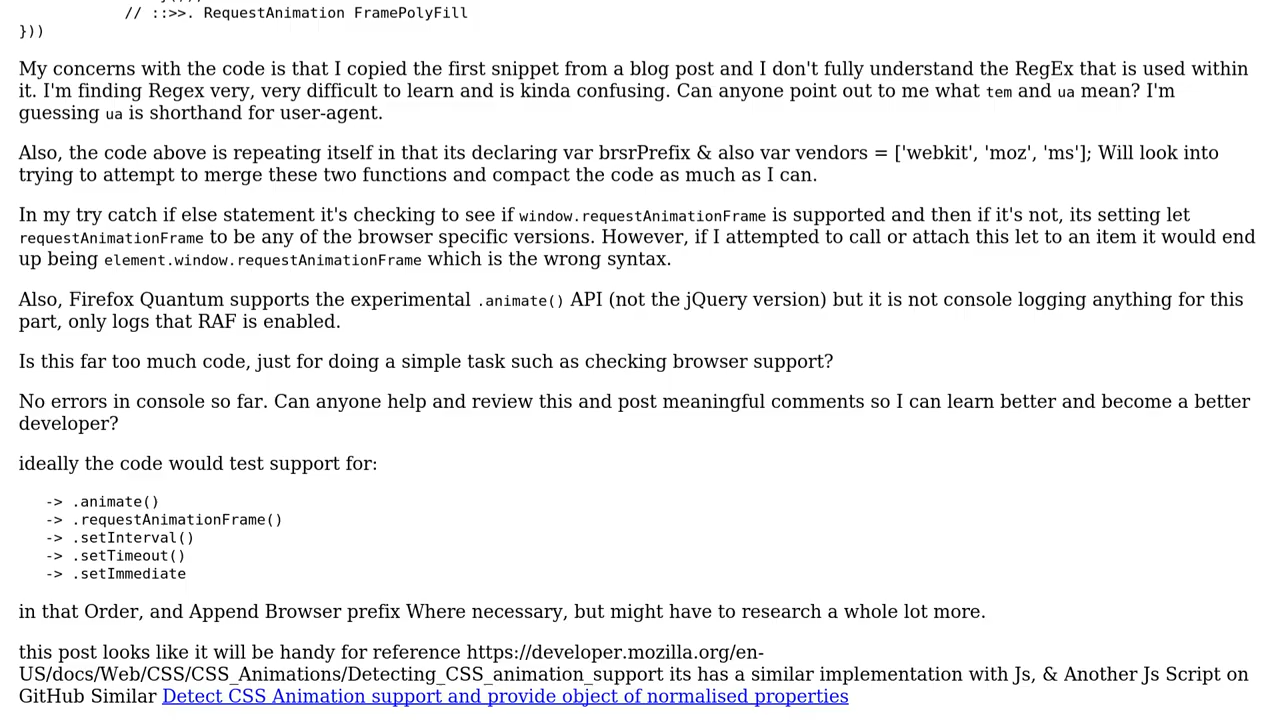 // ::>>. RequestAnimation FramePolyFill
}))
My concerns with the code is that I copied the first snippet from a blog post and I don't fully understand the RegEx that is used within
it. I'm finding Regex very, very difficult to learn and is kinda confusing. Can anyone point out to me what tem and ua mean? I'm
guessing ua is shorthand for user-agent.
Also, the code above is repeating itself in that its declaring var brsrPrefix & also var vendors = ['webkit', 'moz', 'ms']; Will look into
trying to attempt to merge these two functions and compact the code as much as I can.
In my try catch if else statement it's checking to see if window.requestAnimationFrame is supported and then if it's not, its setting let
requestAnimationFrame to be any of the browser specific versions. However, if I attempted to call or attach this let to an item it would end
up being element.window.requestAnimationFrame which is the wrong syntax.
Also, Firefox Quantum supports the experimental .animate() API (not the jQuery version) but it is not console logging anything for this
part, only logs that RAF is enabled.
Is this far too much code, just for doing a simple task such as checking browser support?
No errors in console so far. Can anyone help and review this and post meaningful comments so I can learn better and become a better
developer?
ideally the code would test support for:
-> .animate()
-> .requestAnimationFrame()
-> .setInterval()
-> .setTimeout()
-> .setImmediate
in that Order, and Append Browser prefix Where necessary, but might have to research a whole lot more.
this post looks like it will be handy for reference https://developer.mozilla.org/en-
US/docs/Web/CSS/CSS_Animations/Detecting_CSS_animation_support its has a similar implementation with Js, & Another Js Script on
GitHub Similar Detect CSS Animation support and provide object of normalised properties